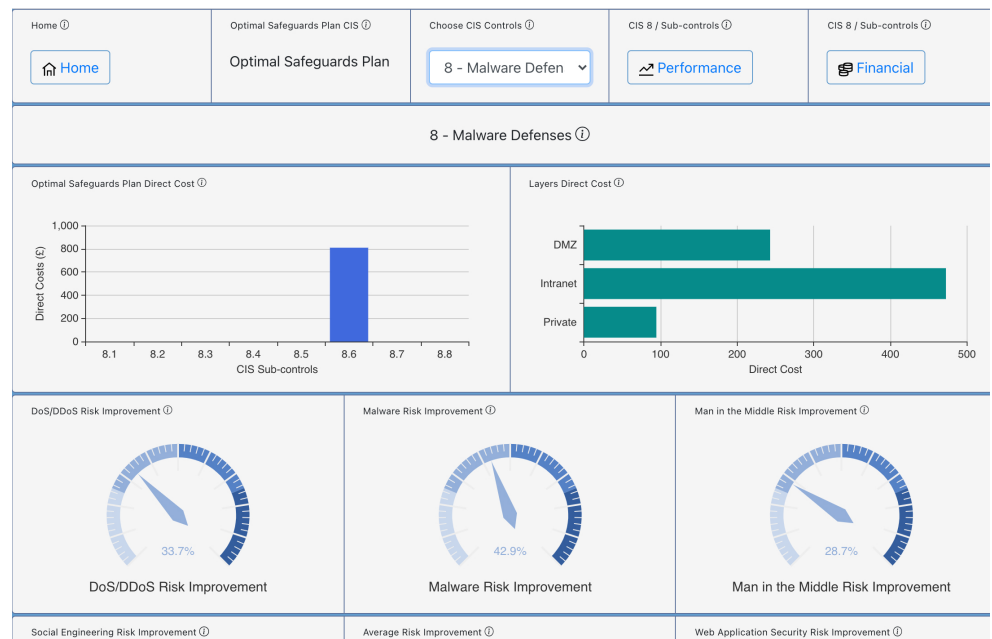 Home
Optimal Safeguards Plan CIS
Choose CIS Controls
CIS 8 / Sub-controls
CIS 8 / Sub-controls
Home
Optimal Safeguards Plan
8 - Malware Defen
Performance
Financial
8 - Malware Defenses
Optimal Safeguards Plan Direct Cost
1,000
800
600
400
200
0
Direct Costs (£)
8.1 8.2 8.3 8.4 8.5 8.6 8.7 8.8
CIS Sub-controls
Layers Direct Cost
DMZ
Intranet
Private
0 100 200 300 400 500
Direct Cost
DoS/DDoS Risk Improvement
33.7%
DoS/DDoS Risk Improvement
Malware Risk Improvement
42.9%
Malware Risk Improvement
Man in the Middle Risk Improvement
28.7%
Man in the Middle Risk Improvement
Social Engineering Risk Improvement
Average Risk Improvement
Web Application Security Risk Improvement